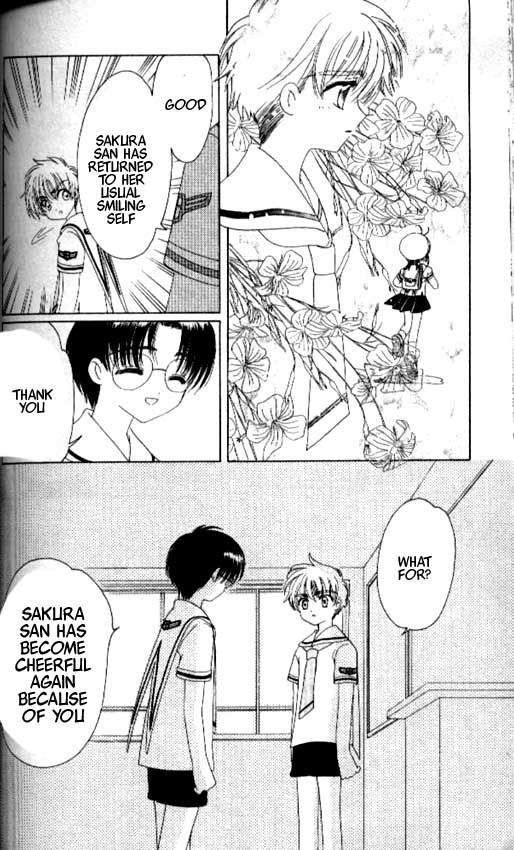 GOOD
SAKURA
SAN HAS
RETURNED
TO HER
USUAL
SMILING
SELF
THANK
YOU
WHAT
FOR?
SAKURA
SAN HAS
BECOME
CHEERFUL
AGAIN
BECAUSE
OF YOU